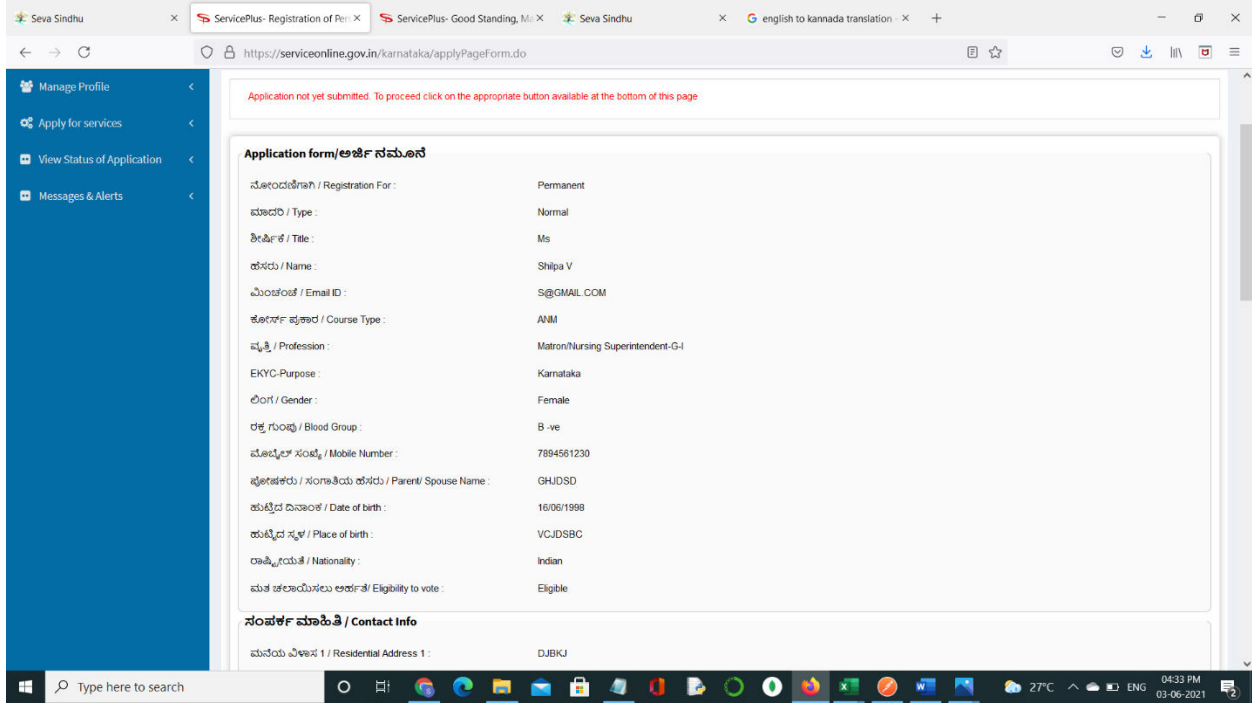 Seva Sindhu
ServicePlus- Registration of Per
ServicePlus- Good Standing, Ma
Seva Sindhu
english to kannada translation -
https://serviceonline.gov.in/karnataka/applyPageForm.do
Manage Profile
Apply for services
View Status of Application
Messages & Alerts
Application not yet submitted. To proceed click on the appropriate button available at the bottom of this page
Application form/ಅರ್ಜಿ ನಮೂನೆ
ನೋಂದಣಿಗಾಗಿ / Registration For : Permanent
ಮಾದರಿ / Type : Normal
ಶೀರ್ಷಿಕೆ / Title : Ms
ಹೆಸರು / Name : Shilpa V
ಮಿಂಚಂಚೆ / Email ID : S@GMAIL.COM
ಕೋರ್ಸ್ ಪ್ರಕಾರ / Course Type : ANM
ವೃತ್ತಿ / Profession : Matron/Nursing Superintendent-G-I
EKYC-Purpose : Karnataka
ಲಿಂಗ / Gender : Female
ರಕ್ತ ಗುಂಪು / Blood Group : B -ve
ಮೊಬೈಲ್ ಸಂಖ್ಯೆ / Mobile Number : 7894561230
ಪೋಷಕರು / ಸಂಗಾತಿಯ ಹೆಸರು / Parent/ Spouse Name : GHJDSD
ಹುಟ್ಟಿದ ದಿನಾಂಕ / Date of birth : 16/06/1998
ಹುಟ್ಟಿದ ಸ್ಥಳ / Place of birth : VCJDSBC
ರಾಷ್ಟ್ರೀಯತೆ / Nationality : Indian
ಮತ ಚಲಾಯಿಸಲು ಅರ್ಹತೆ/ Eligibility to vote : Eligible
ಸಂಪರ್ಕ ಮಾಹಿತಿ / Contact Info
ಮನೆಯ ವಿಳಾಸ 1 / Residential Address 1 : DJBKJ
Type here to search
27°C
ENG
04:33 PM
03-06-2021
2